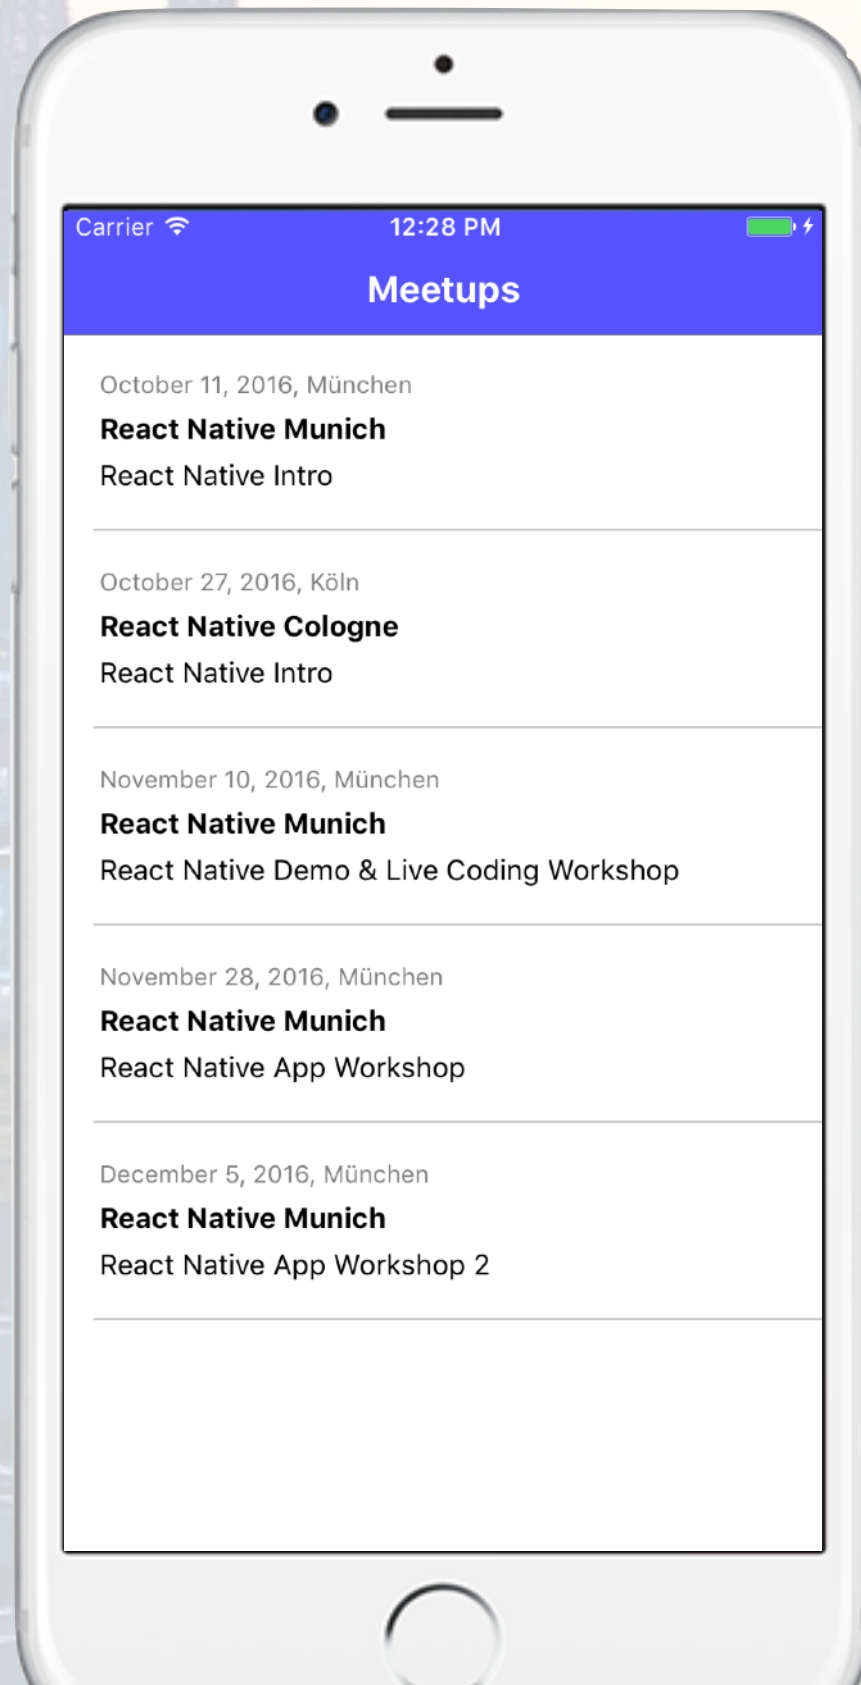 Carrier
12:28 PM
Meetups
October 11, 2016, München
React Native Munich
React Native Intro
October 27, 2016, Köln
React Native Cologne
React Native Intro
November 10, 2016, München
React Native Munich
React Native Demo & Live Coding Workshop
November 28, 2016, München
React Native Munich
React Native App Workshop
December 5, 2016, München
React Native Munich
React Native App Workshop 2